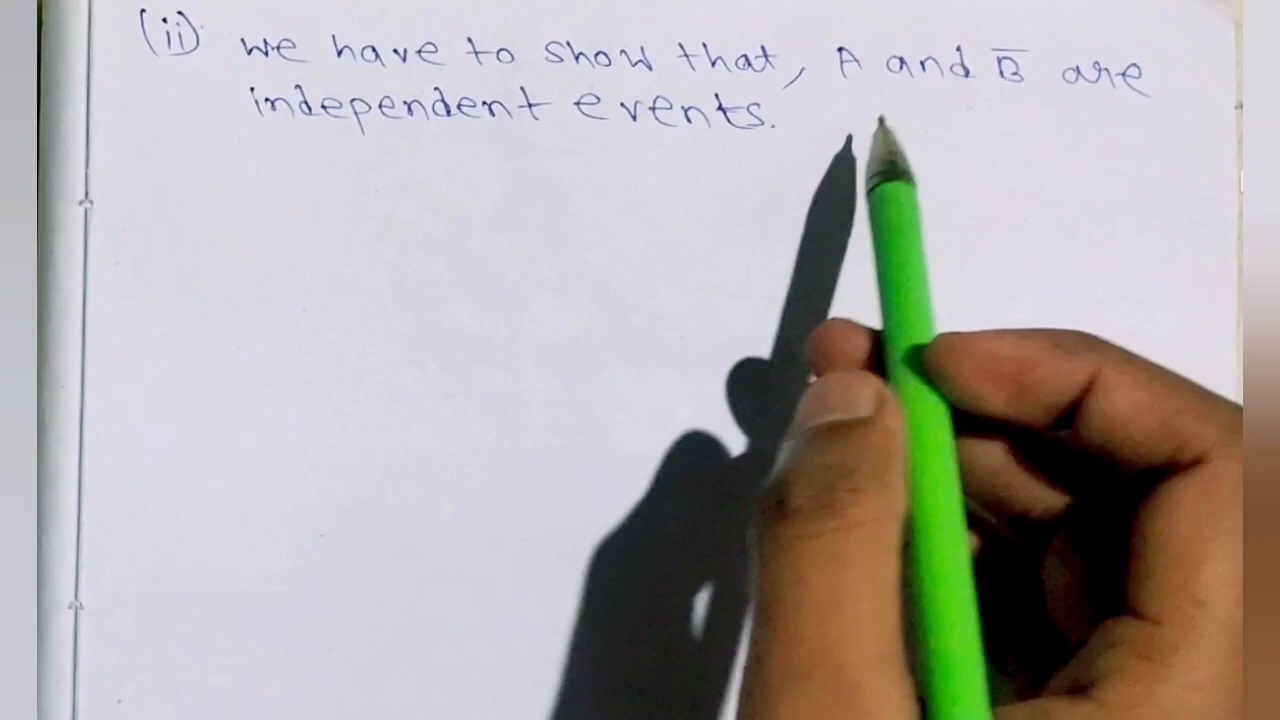 (ii) we have to show that, A and B̅ are
independent events.